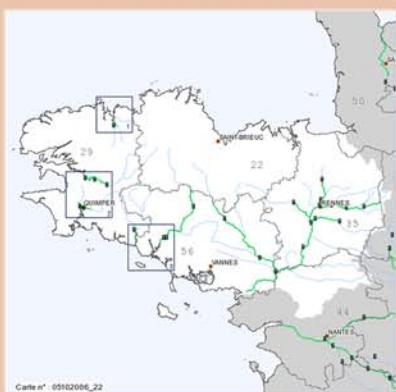 50
SAINT-BRIEUC
29
22
QUIMPER
RENNES
35
56
VANNES
44
NANTES
Carte n° : 05102006_22